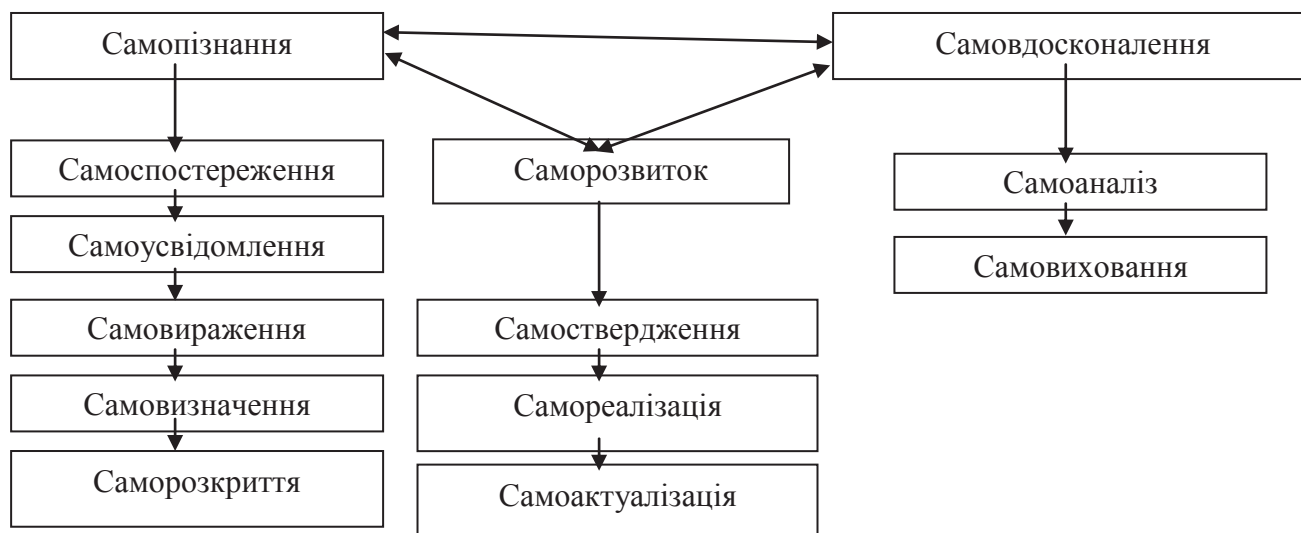 Самопізнання
Самовдосконалення
Самоспостереження
Саморозвиток
Самоаналіз
Самоусвідомлення
Самовиховання
Самовираження
Самоствердження
Самовизначення
Самореалізація
Саморозкриття
Самоактуалізація